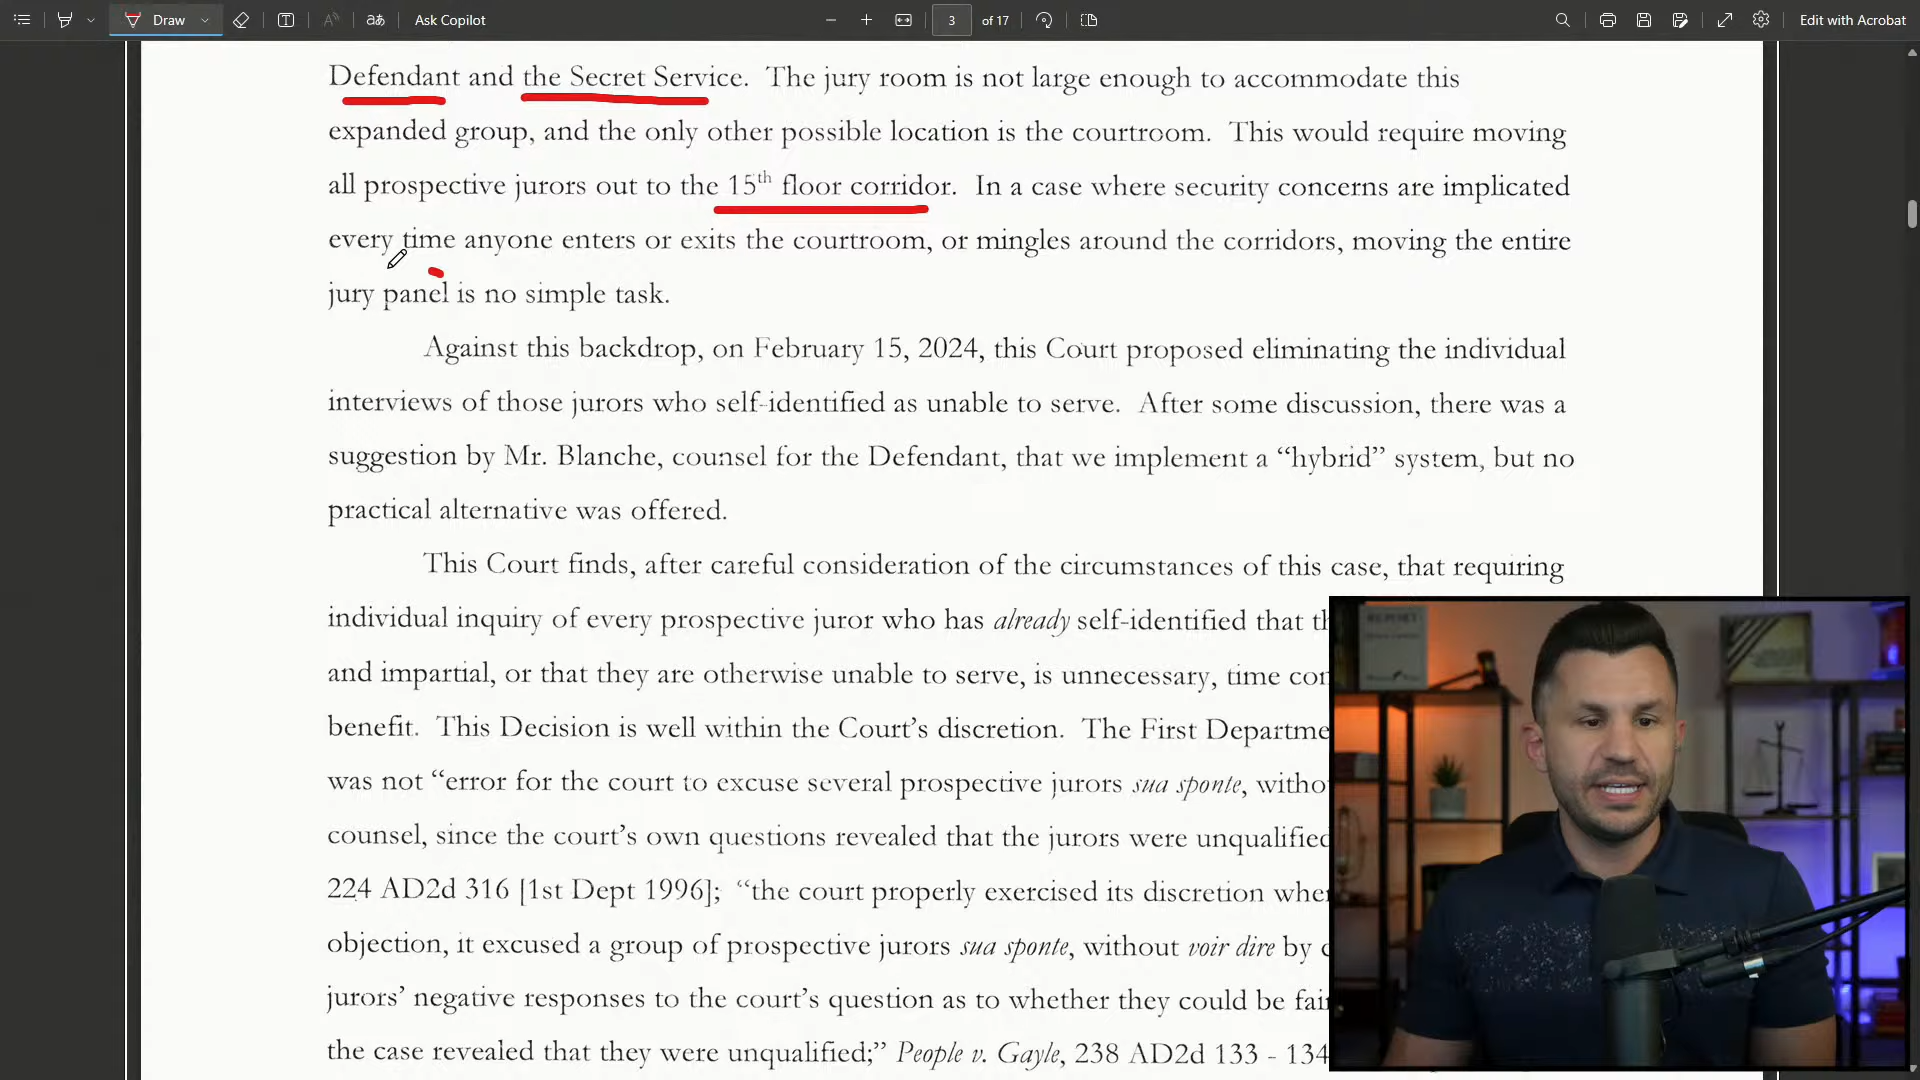 Draw
Ask Copilot
3 of 17
Edit with Acrobat
Defendant and the Secret Service. The jury room is not large enough to accommodate this
expanded group, and the only other possible location is the courtroom. This would require moving
all prospective jurors out to the 15th floor corridor. In a case where security concerns are implicated
every time anyone enters or exits the courtroom, or mingles around the corridors, moving the entire
jury panel is no simple task.
Against this backdrop, on February 15, 2024, this Court proposed eliminating the individual
interviews of those jurors who self-identified as unable to serve. After some discussion, there was a
suggestion by Mr. Blanche, counsel for the Defendant, that we implement a “hybrid” system, but no
practical alternative was offered.
This Court finds, after careful consideration of the circumstances of this case, that requiring
individual inquiry of every prospective juror who has already self-identified that
and impartial, or that they are otherwise unable to serve, is unnecessary, time
benefit. This Decision is well within the Court’s discretion. The First
was not “error for the court to excuse several prospective jurors sua sponte,
counsel, since the court’s own questions revealed that the jurors were unqualified
224 AD2d 316 [1st Dept 1996]; “the court properly exercised its discretion
objection, it excused a group of prospective jurors sua sponte, without voir dire by
jurors’ negative responses to the court’s question as to whether they could be
the case revealed that they were unqualified;” People v. Gayle, 238 AD2d 133 - 134